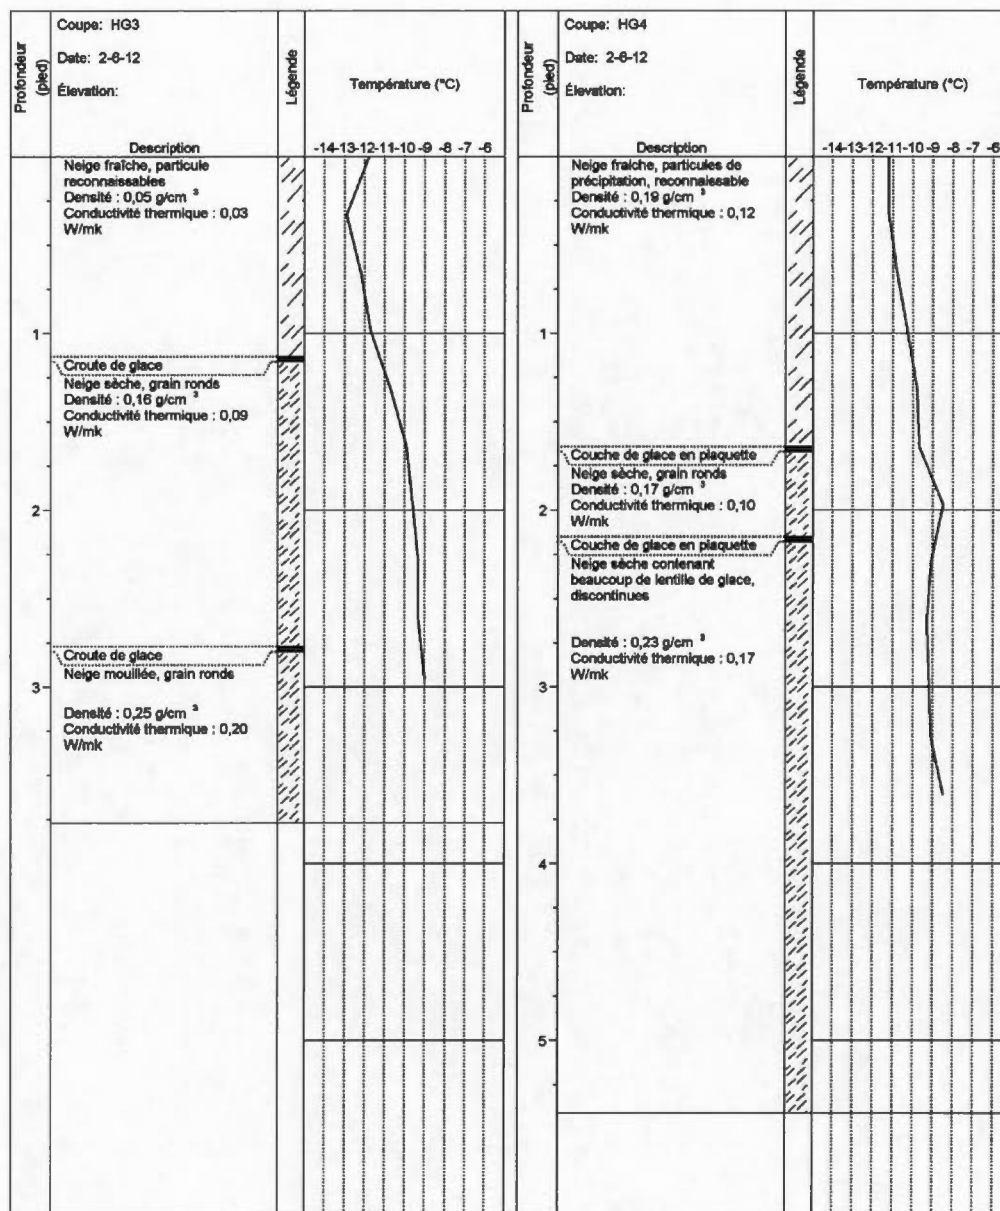 Profondeur
(pied)
Coupe: HG3
Date: 2-6-12
Élevation:
Description
Légende
Température (°C)
-14-13-12-11-10 -9 -8 -7 -6
Neige fraîche, particule
reconnaissables
Densité : 0,05 g/cm ³
Conductivité thermique : 0,03
W/mk
1
Croute de glace
Neige sèche, grain ronds
Densité : 0,16 g/cm ³
Conductivité thermique : 0,09
W/mk
2
Croute de glace
Neige mouillée, grain ronds
3
Densité : 0,25 g/cm ³
Conductivité thermique : 0,20
W/mk
Profondeur
(pied)
Coupe: HG4
Date: 2-6-12
Élevation:
Description
Légende
Température (°C)
-14-13-12-11-10 -9 -8 -7 -6
Neige fraiche, particules de
précipitation, reconnaissable
Densité : 0,19 g/cm ³
Conductivité thermique : 0,12
W/mk
1
Couche de glace en plaquette
Neige sèche, grain ronds
Densité : 0,17 g/cm ³
Conductivité thermique : 0,10
W/mk
2
Couche de glace en plaquette
Neige sèche contenant
beaucoup de lentille de glace,
discontinues
Densité : 0,23 g/cm ³
Conductivité thermique : 0,17
W/mk
3
4
5